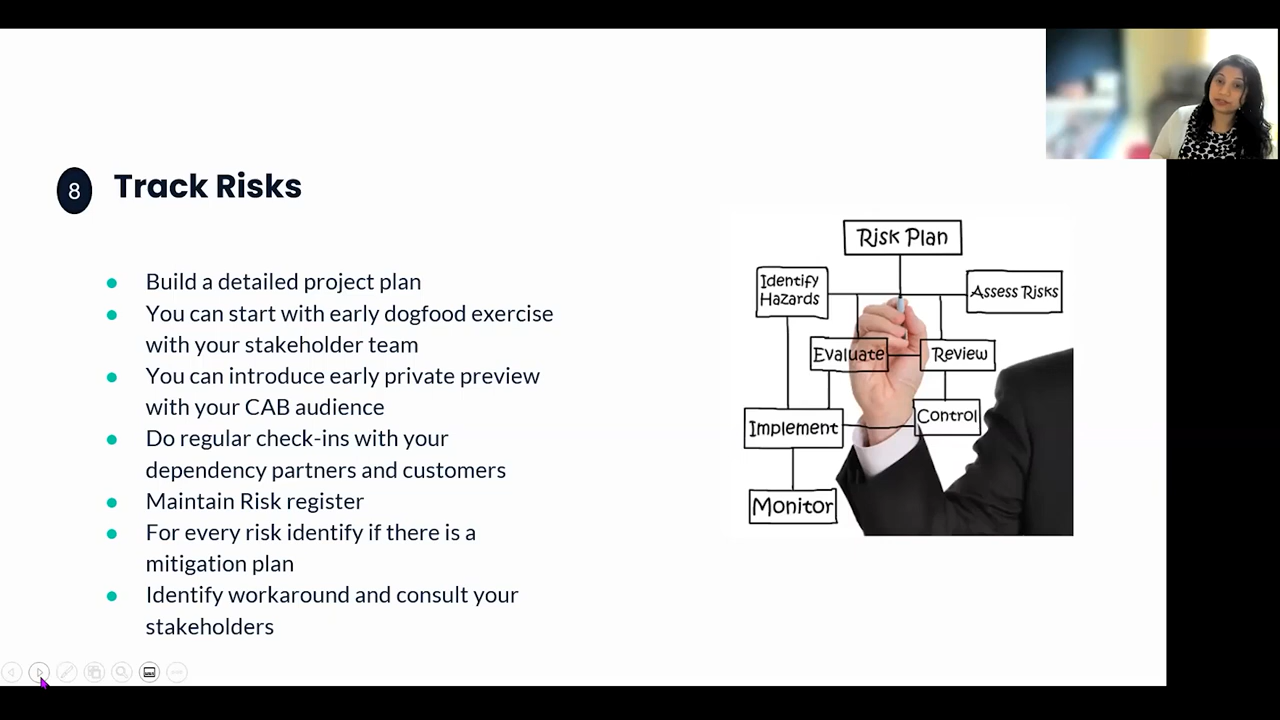 8
Track Risks
Build a detailed project plan
You can start with early dogfood exercise
with your stakeholder team
You can introduce early private preview
with your CAB audience
Do regular check-ins with your
dependency partners and customers
Maintain Risk register
For every risk identify if there is a
mitigation plan
Identify workaround and consult your
stakeholders
Risk Plan
Identify
Hazards
Assess Risks
Evaluate
Review
Implement
Control
Monitor